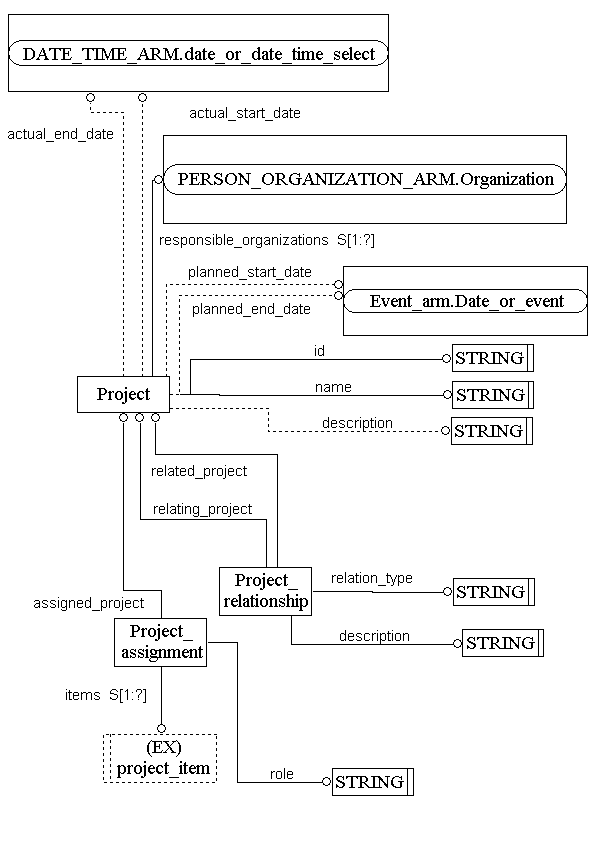 DATE_TIME_ARM.date_or_date_time_select
actual_start_date
actual_end_date
PERSON_ORGANIZATION_ARM.Organization
responsible_organizations S[1:?]
planned_start_date
Event_arm.Date_or_event
planned_end_date
id
STRING
Project
name
STRING
description
STRING
related_project
relating_project
Project_
relationship
relation_type
STRING
assigned_project
description
STRING
Project_
assignment
items S[1:?]
(EX)
project_item
role
STRING